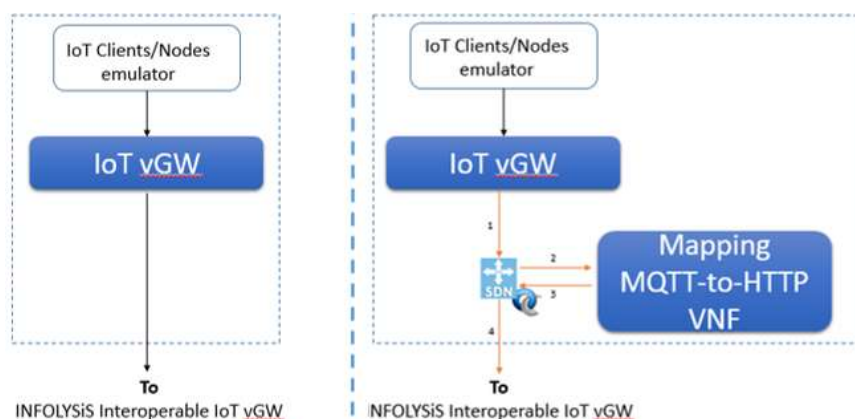 IoT Clients/Nodes
emulator
IoT vGW
To
INFOLYSiS Interoperable IoT vGW
IoT Clients/Nodes
emulator
IoT vGW
1
2
3
4
SDN
Mapping
MQTT-to-HTTP
VNF
To
NFOLYSiS Interoperable IoT vGW